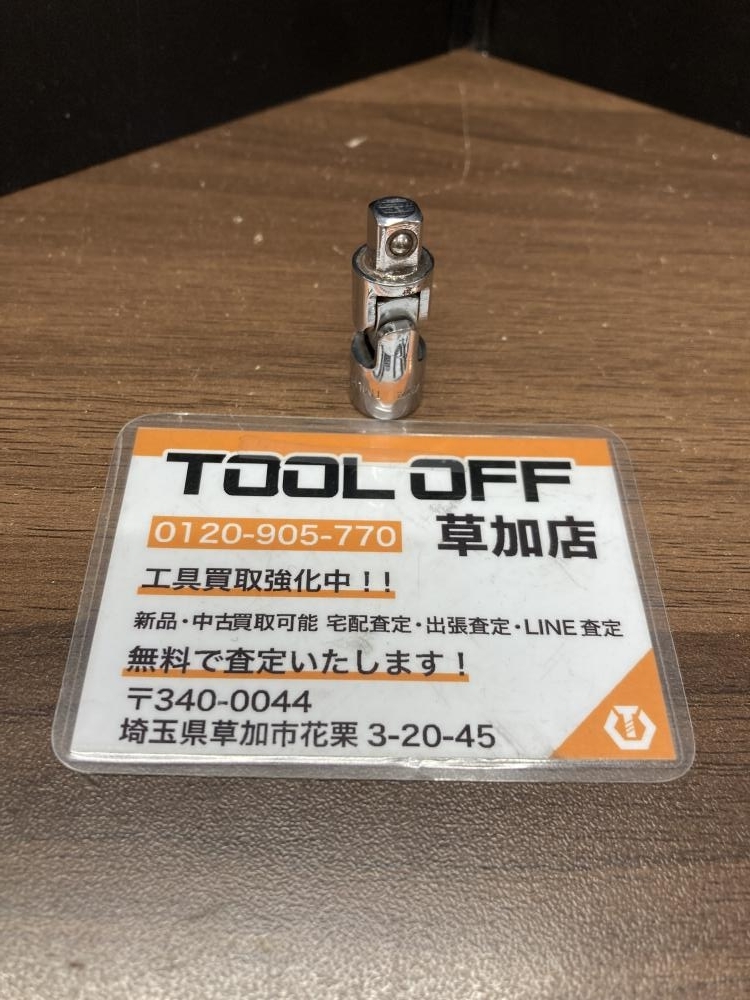 TOOL OFF
0120-905-770 草加店
工具買取強化中!!
新品・中古買取可能 宅配査定・出張査定・LINE査定
無料で査定いたします!
〒340-0044
埼玉県草加市花栗 3-20-45